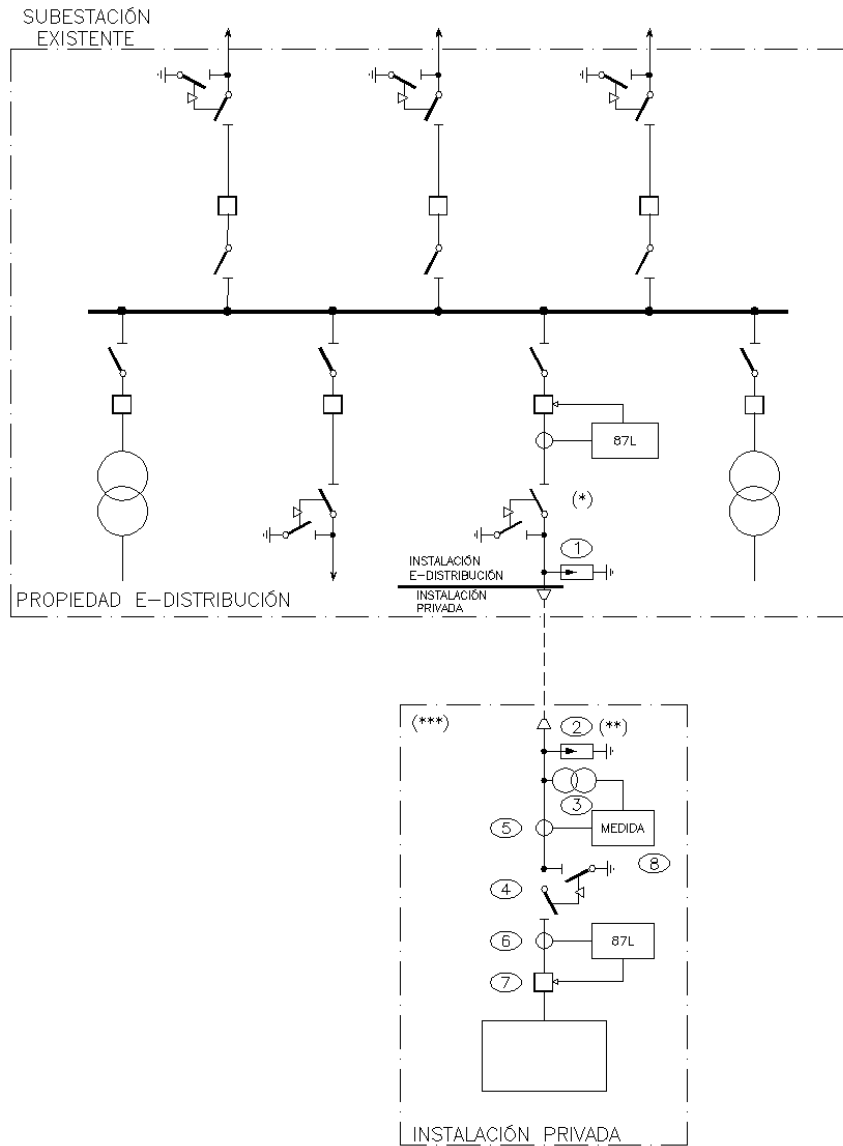 SUBESTACIÓN
EXISTENTE
87L
(*)
1
INSTALACIÓN
E-DISTRIBUCIÓN
INSTALACIÓN
PRIVADA
PROPIEDAD E-DISTRIBUCIÓN
(***)
2 (**)
3
5
MEDIDA
8
4
6
87L
7
INSTALACIÓN PRIVADA